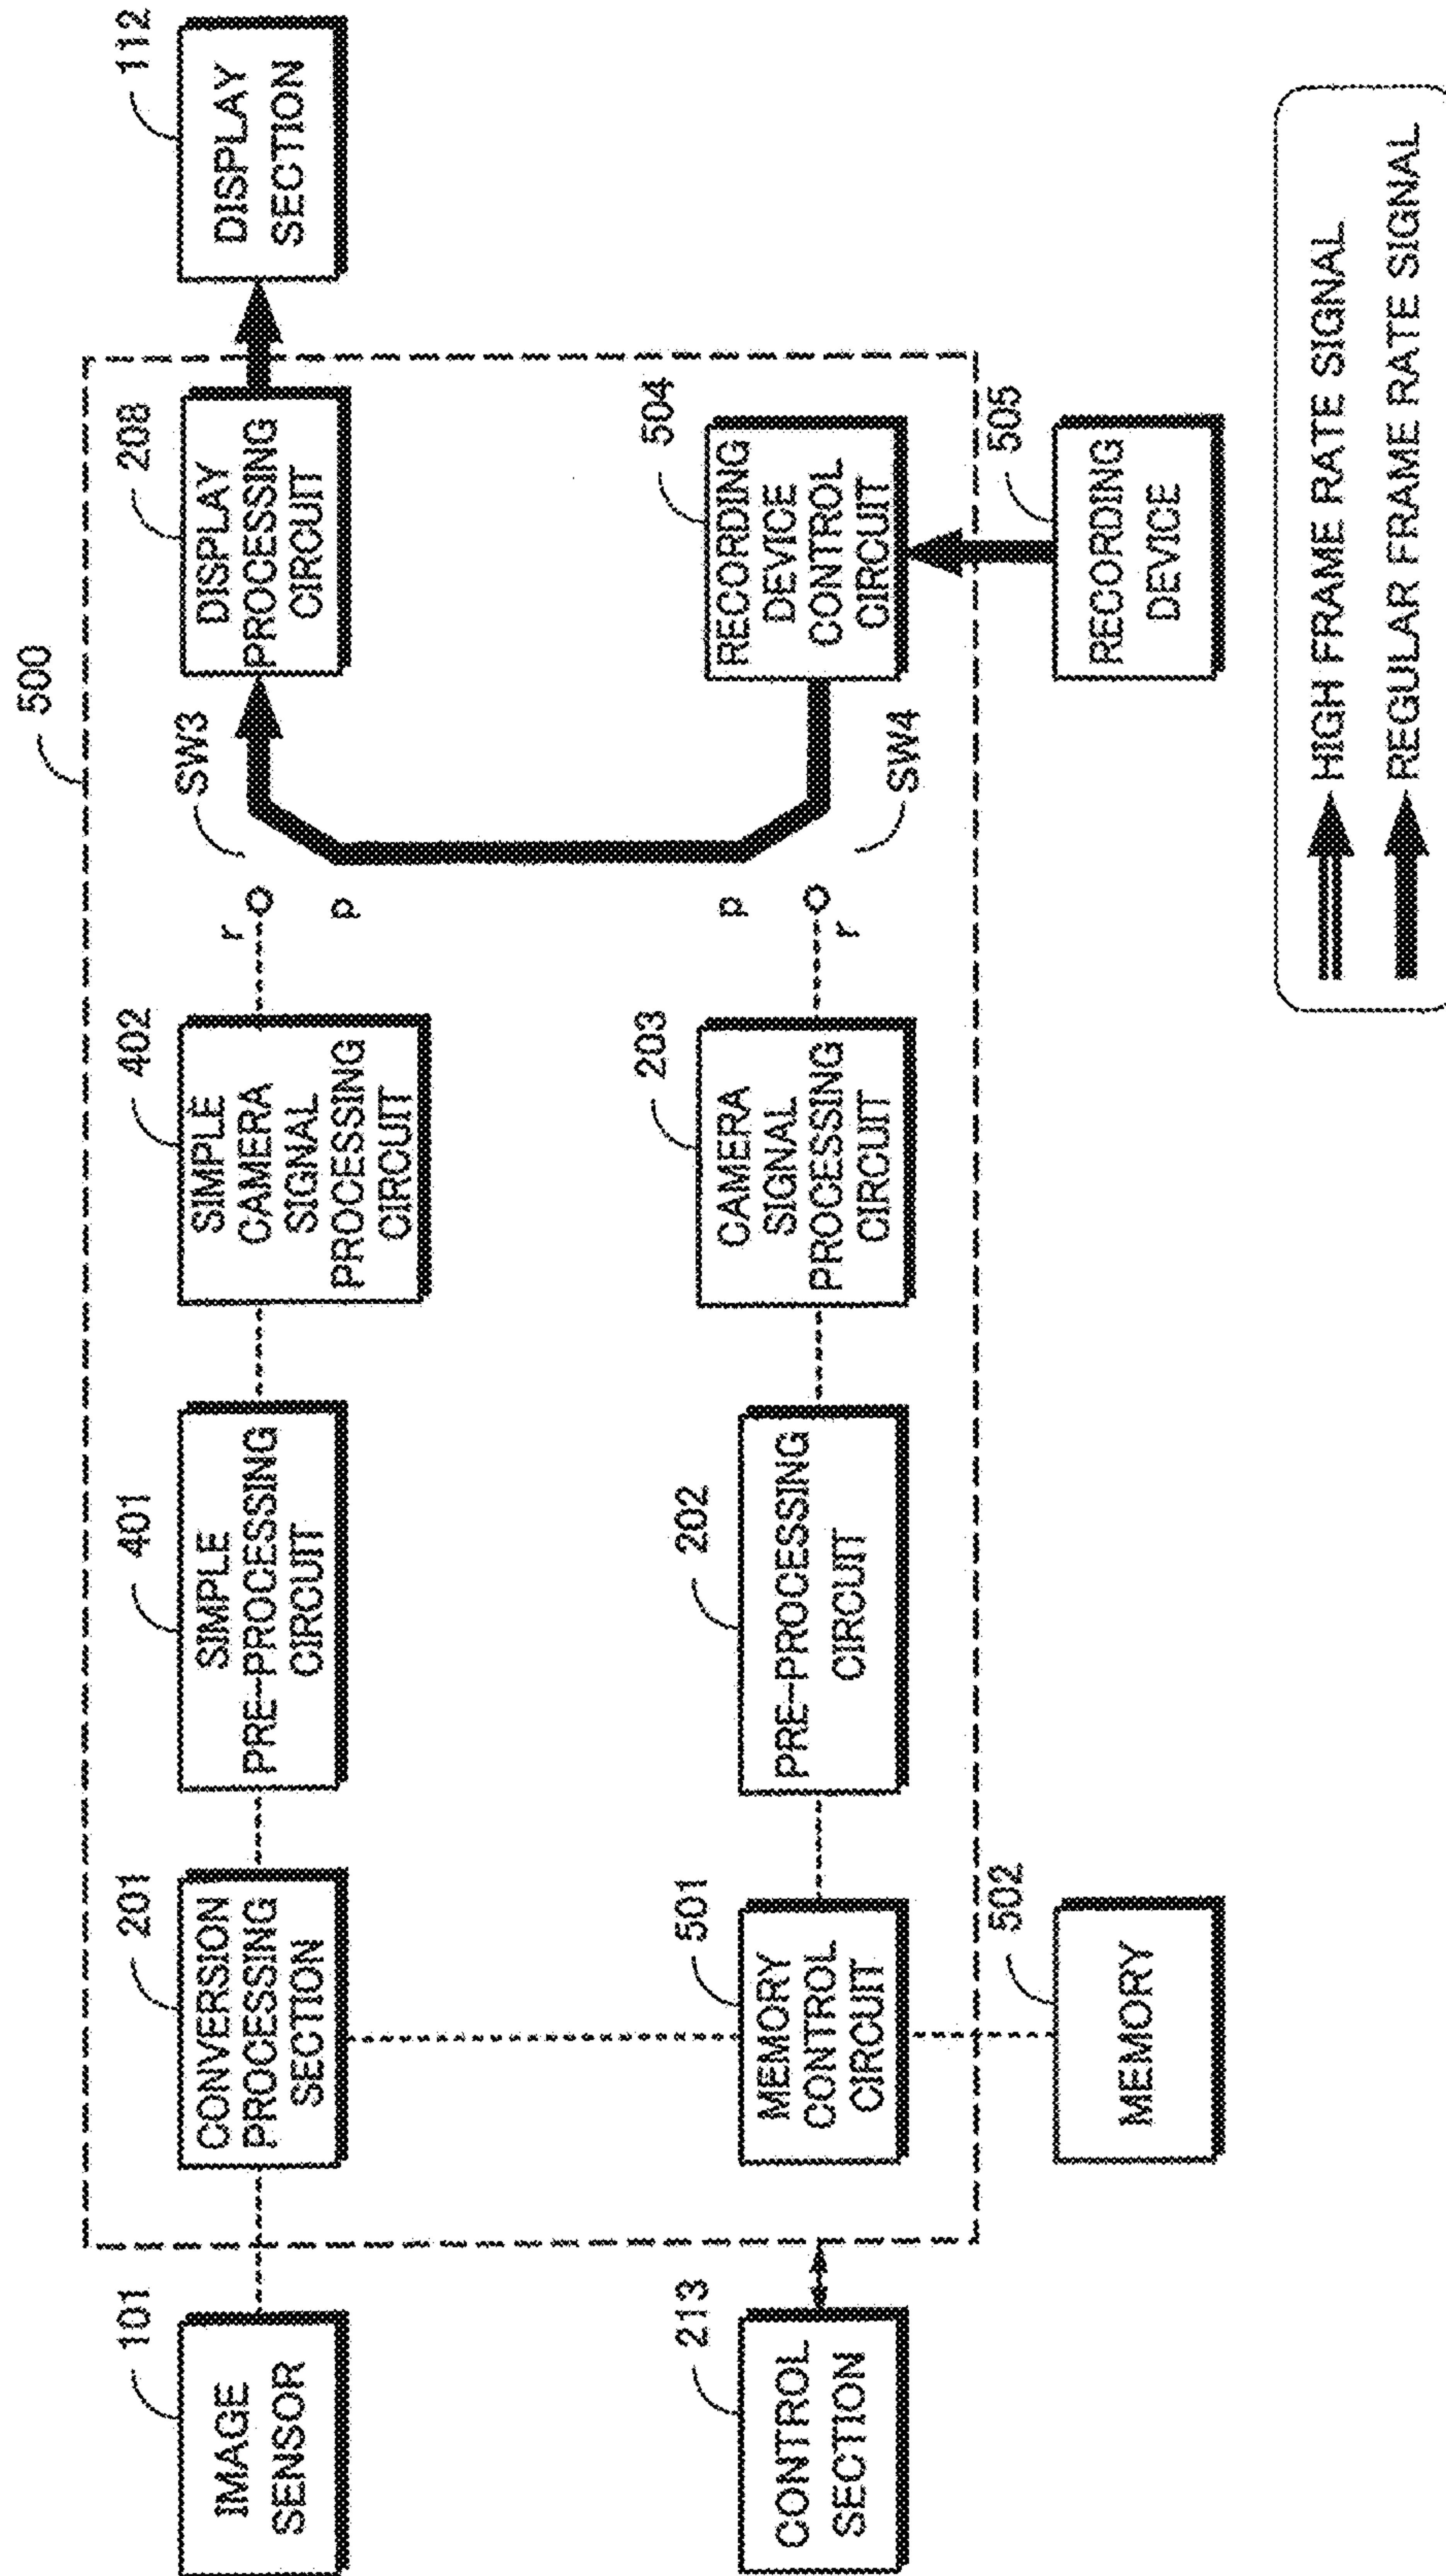 500
101
IMAGE
SENSOR
201
CONVERSION
PROCESSING
SECTION
401
SIMPLE
PRE-PROCESSING
CIRCUIT
402
SIMPLE
CAMERA
SIGNAL
PROCESSING
CIRCUIT
r
p
SW3
208
DISPLAY
PROCESSING
CIRCUIT
112
DISPLAY
SECTION
213
CONTROL
SECTION
501
MEMORY
CONTROL
CIRCUIT
202
PRE-PROCESSING
CIRCUIT
203
CAMERA
SIGNAL
PROCESSING
CIRCUIT
p
r
SW4
504
RECORDING
DEVICE
CONTROL
CIRCUIT
502
MEMORY
505
RECORDING
DEVICE
HIGH FRAME RATE SIGNAL
REGULAR FRAME RATE SIGNAL